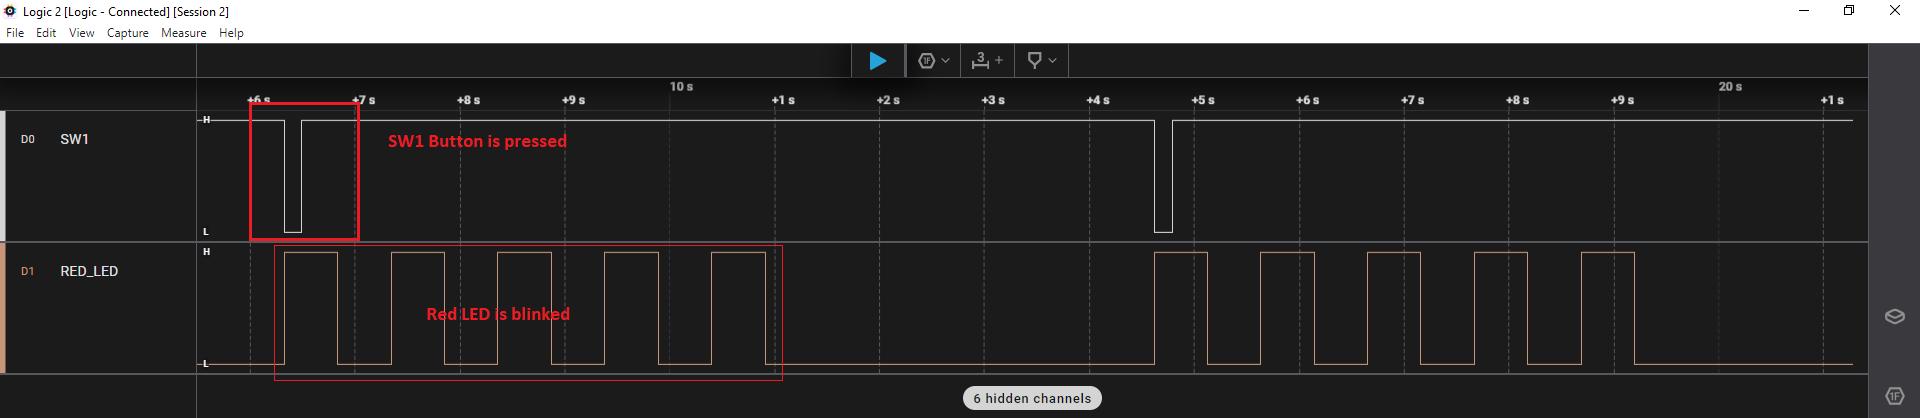 Logic 2 [Logic - Connected] [Session 2]
File Edit View Capture Measure Help
1F 3 +
10 s 20 s
+6 s +7 s +8 s +9 s +1 s +2 s +3 s +4 s +5 s +6 s +7 s +8 s +9 s +1 s
H
D0 SW1
SW1 Button is pressed
L
H
D1 RED_LED
Red LED is blinked
L
6 hidden channels
1F